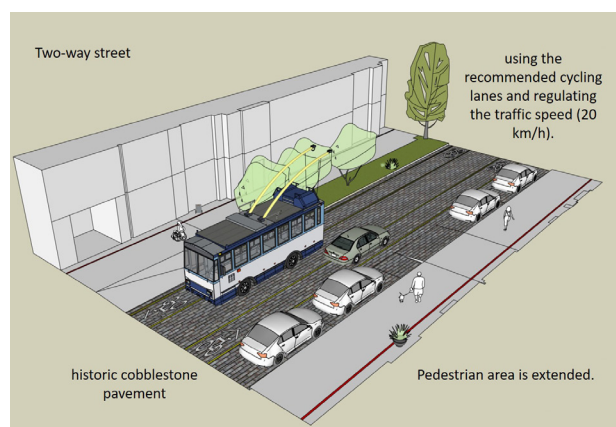 Two-way street
using the
recommended cycling
lanes and regulating
the traffic speed (20
km/h).
historic cobblestone
pavement
Pedestrian area is extended.